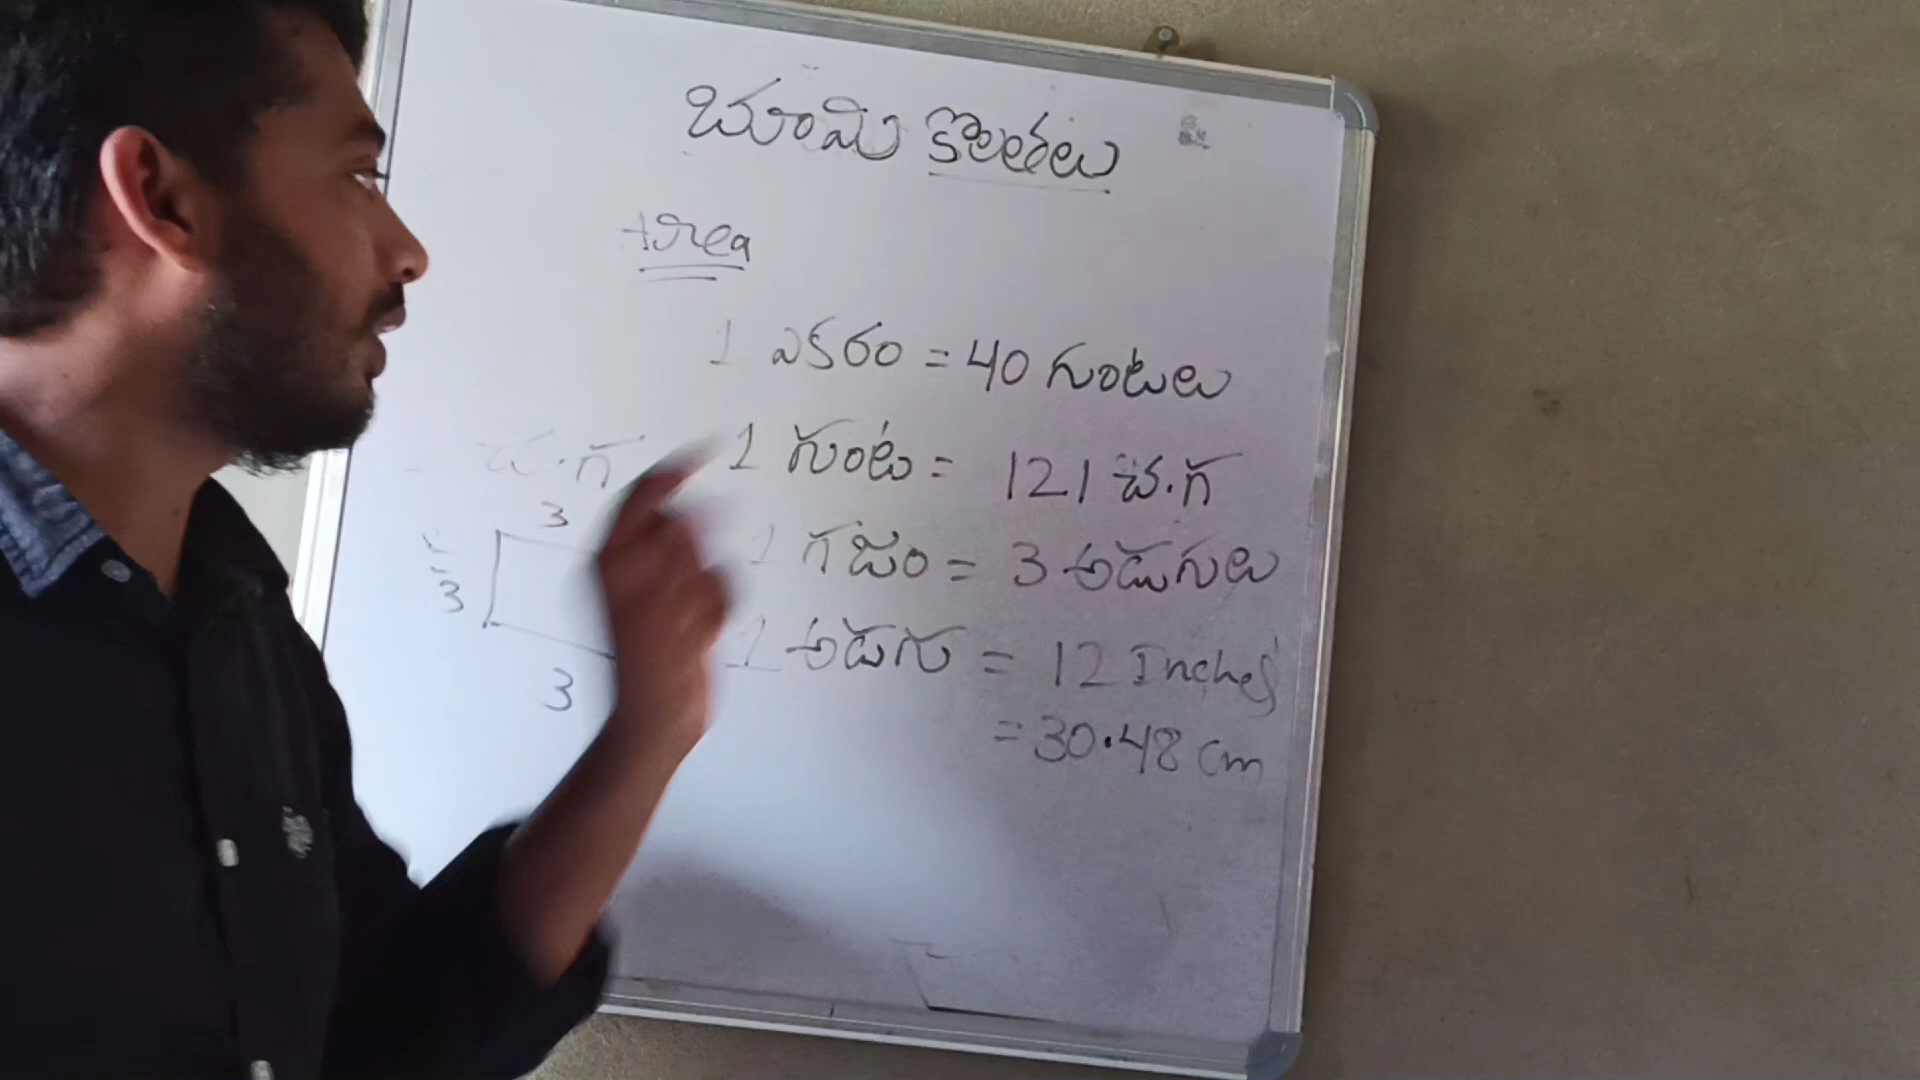 భూమి కొలతలు
Area
1 ఎకరం = 40 గుంటలు
1 గుంట = 121 చ.గ
1 గజం = 3 అడుగులు
1 అడుగు = 12 Inches
= 30.48 cm
చ.గ
3
3
3